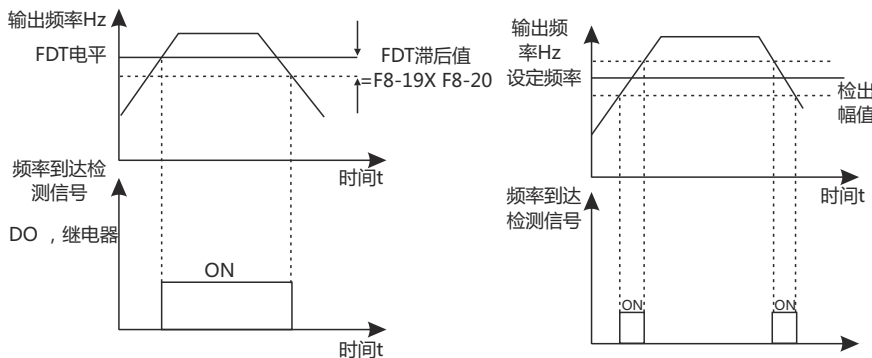 输出频率Hz
FDT电平
FDT滞后值
=F8-19X F8-20
时间t
频率到达检
测信号
DO ，继电器
ON
时间t
输出频
率Hz
设定频率
检出
幅值
时间t
频率到达
检测信号
ON
ON
时间t